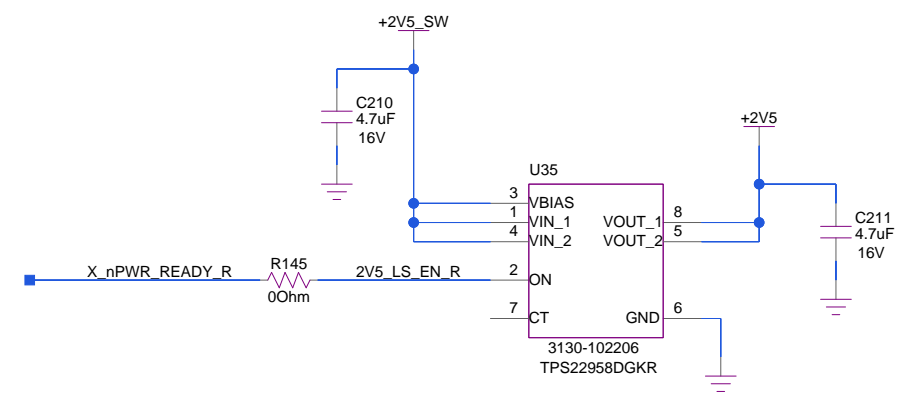 +2V5_SW
C210
4.7uF
16V
+2V5
U35
3
VBIAS
1
VIN_1
VOUT_1
8
4
VIN_2
VOUT_2
5
C211
4.7uF
16V
X_nPWR_READY_R
R145
0Ohm
2V5_LS_EN_R
2
ON
7
CT
GND
6
3130-102206
TPS22958DGKR